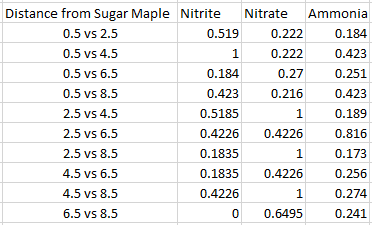 Distance from Sugar Maple Nitrite Nitrate Ammonia
0.5 vs 2.5 0.519 0.222 0.184
0.5 vs 4.5 1 0.222 0.423
0.5 vs 6.5 0.184 0.27 0.251
0.5 vs 8.5 0.423 0.216 0.423
2.5 vs 4.5 0.5185 1 0.189
2.5 vs 6.5 0.4226 0.4226 0.816
2.5 vs 8.5 0.1835 1 0.173
4.5 vs 6.5 0.1835 0.4226 0.256
4.5 vs 8.5 0.4226 1 0.274
6.5 vs 8.5 0 0.6495 0.241